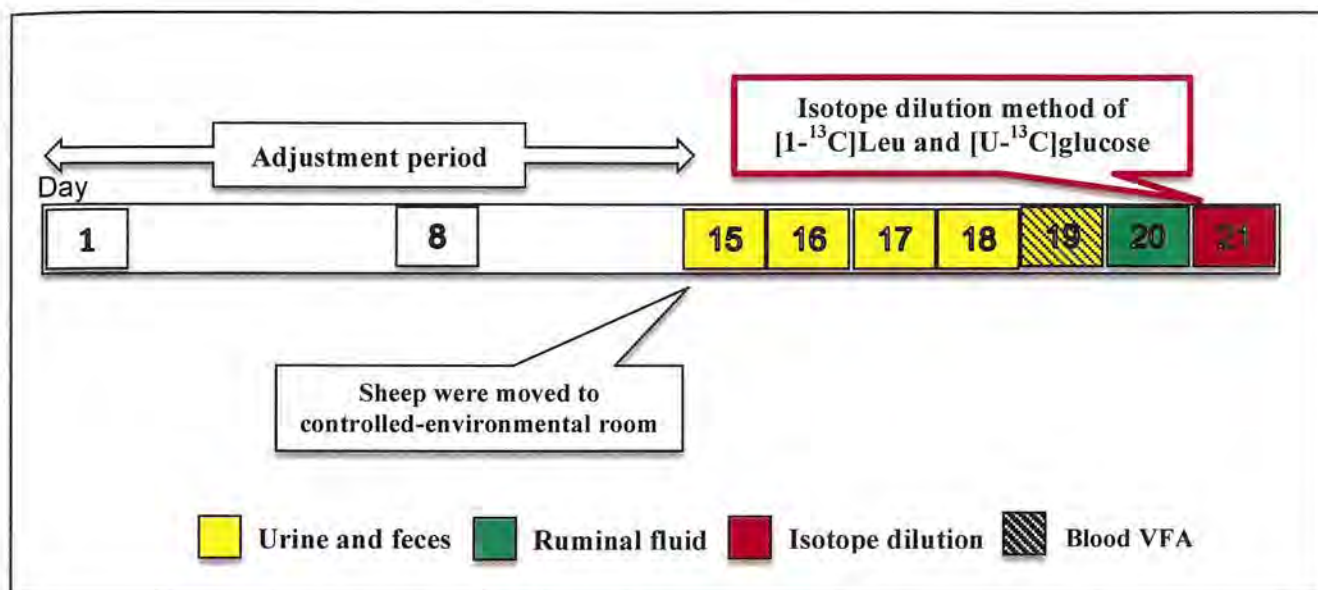 Isotope dilution method of
[1-¹³C]Leu and [U-¹³C]glucose
Adjustment period
Day
1 8 15 16 17 18 19 20 21
Sheep were moved to
controlled-environmental room
Urine and feces Ruminal fluid Isotope dilution Blood VFA